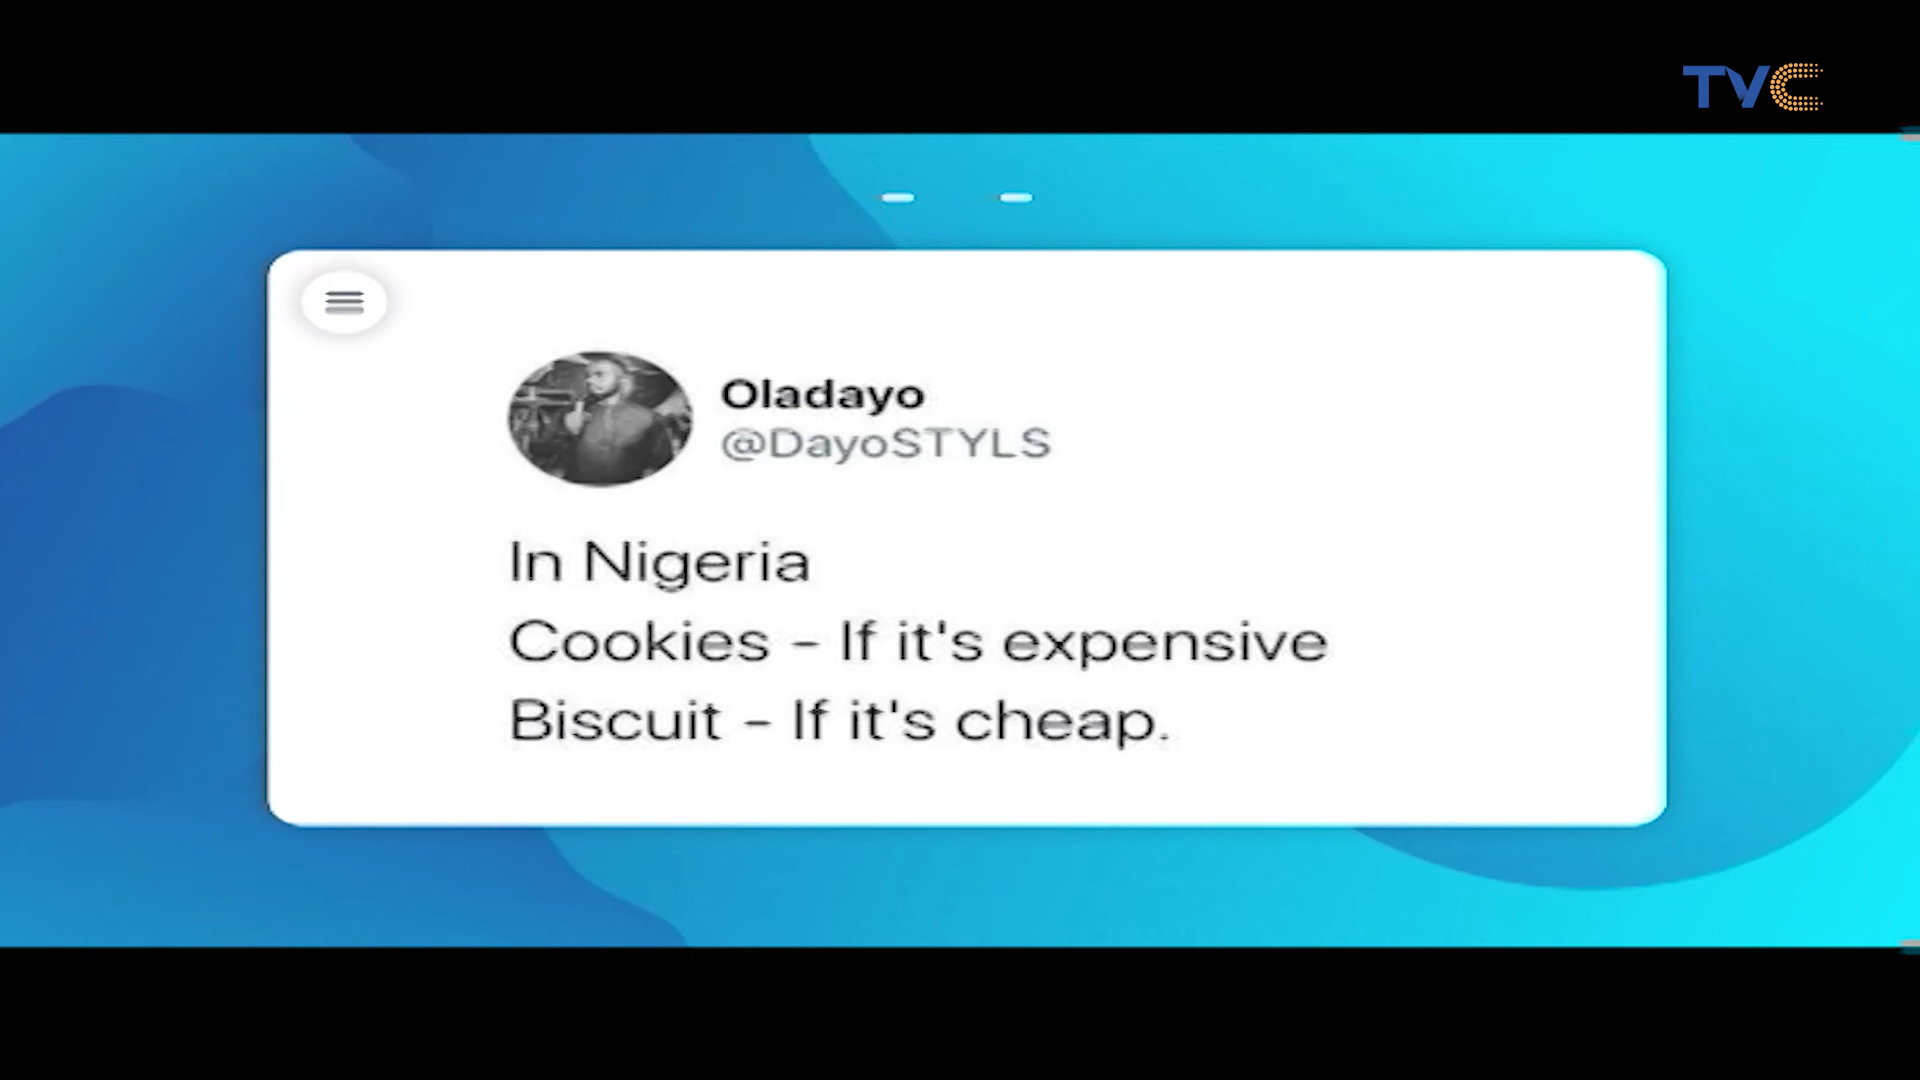 TVC
Oladayo
@DayoSTYLS
In Nigeria
Cookies - If it's expensive
Biscuit - If it's cheap.